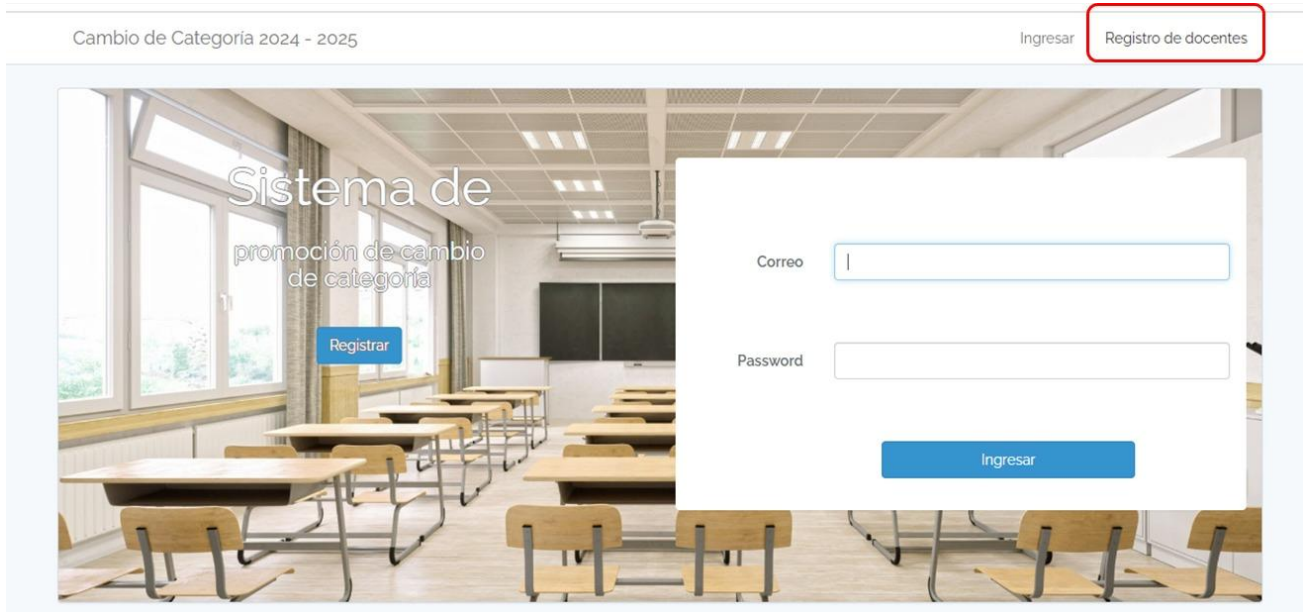 Cambio de Categoría 2024 - 2025
Ingresar
Registro de docentes
Sistema de
promoción de cambio
de categoría
Registrar
Correo
Password
Ingresar